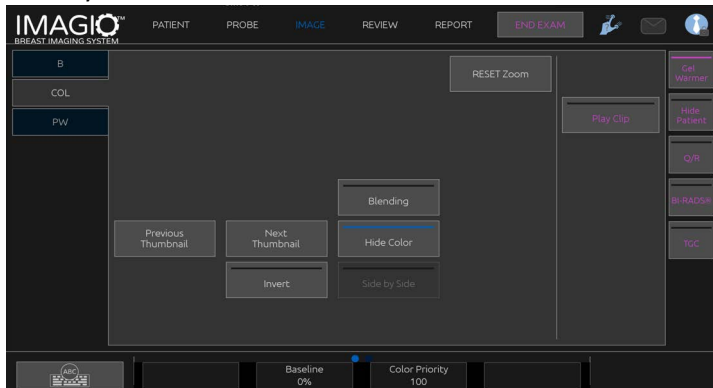 IMAGIO™
BREAST IMAGING SYSTEM
PATIENT
PROBE
IMAGE
REVIEW
REPORT
END EXAM
B
COL
PW
RESET Zoom
Play Clip
Blending
Previous
Thumbnail
Next
Thumbnail
Hide Color
Invert
Side by Side
Gel
Warmer
Hide
Patient
Q/R
BI-RADS®
TGC
ABC
Baseline
0%
Color Priority
100